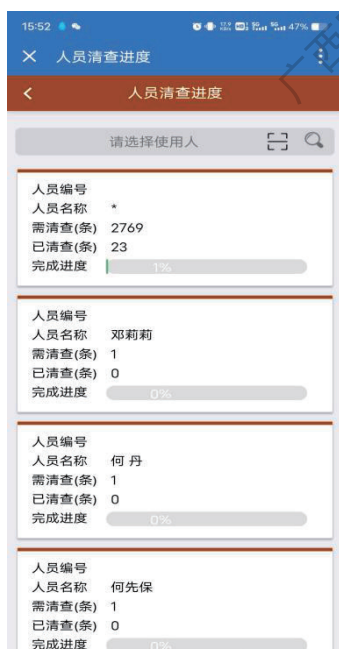 15:52 47%
人员清查进度
人员清查进度
请选择使用人
人员编号
人员名称 *
需清查(条) 2769
已清查(条) 23
完成进度 1%
人员编号
人员名称 邓莉莉
需清查(条) 1
已清查(条) 0
完成进度 0%
人员编号
人员名称 何 丹
需清查(条) 1
已清查(条) 0
完成进度 0%
人员编号
人员名称 何先保
需清查(条) 1
已清查(条) 0
完成进度 0%
广西